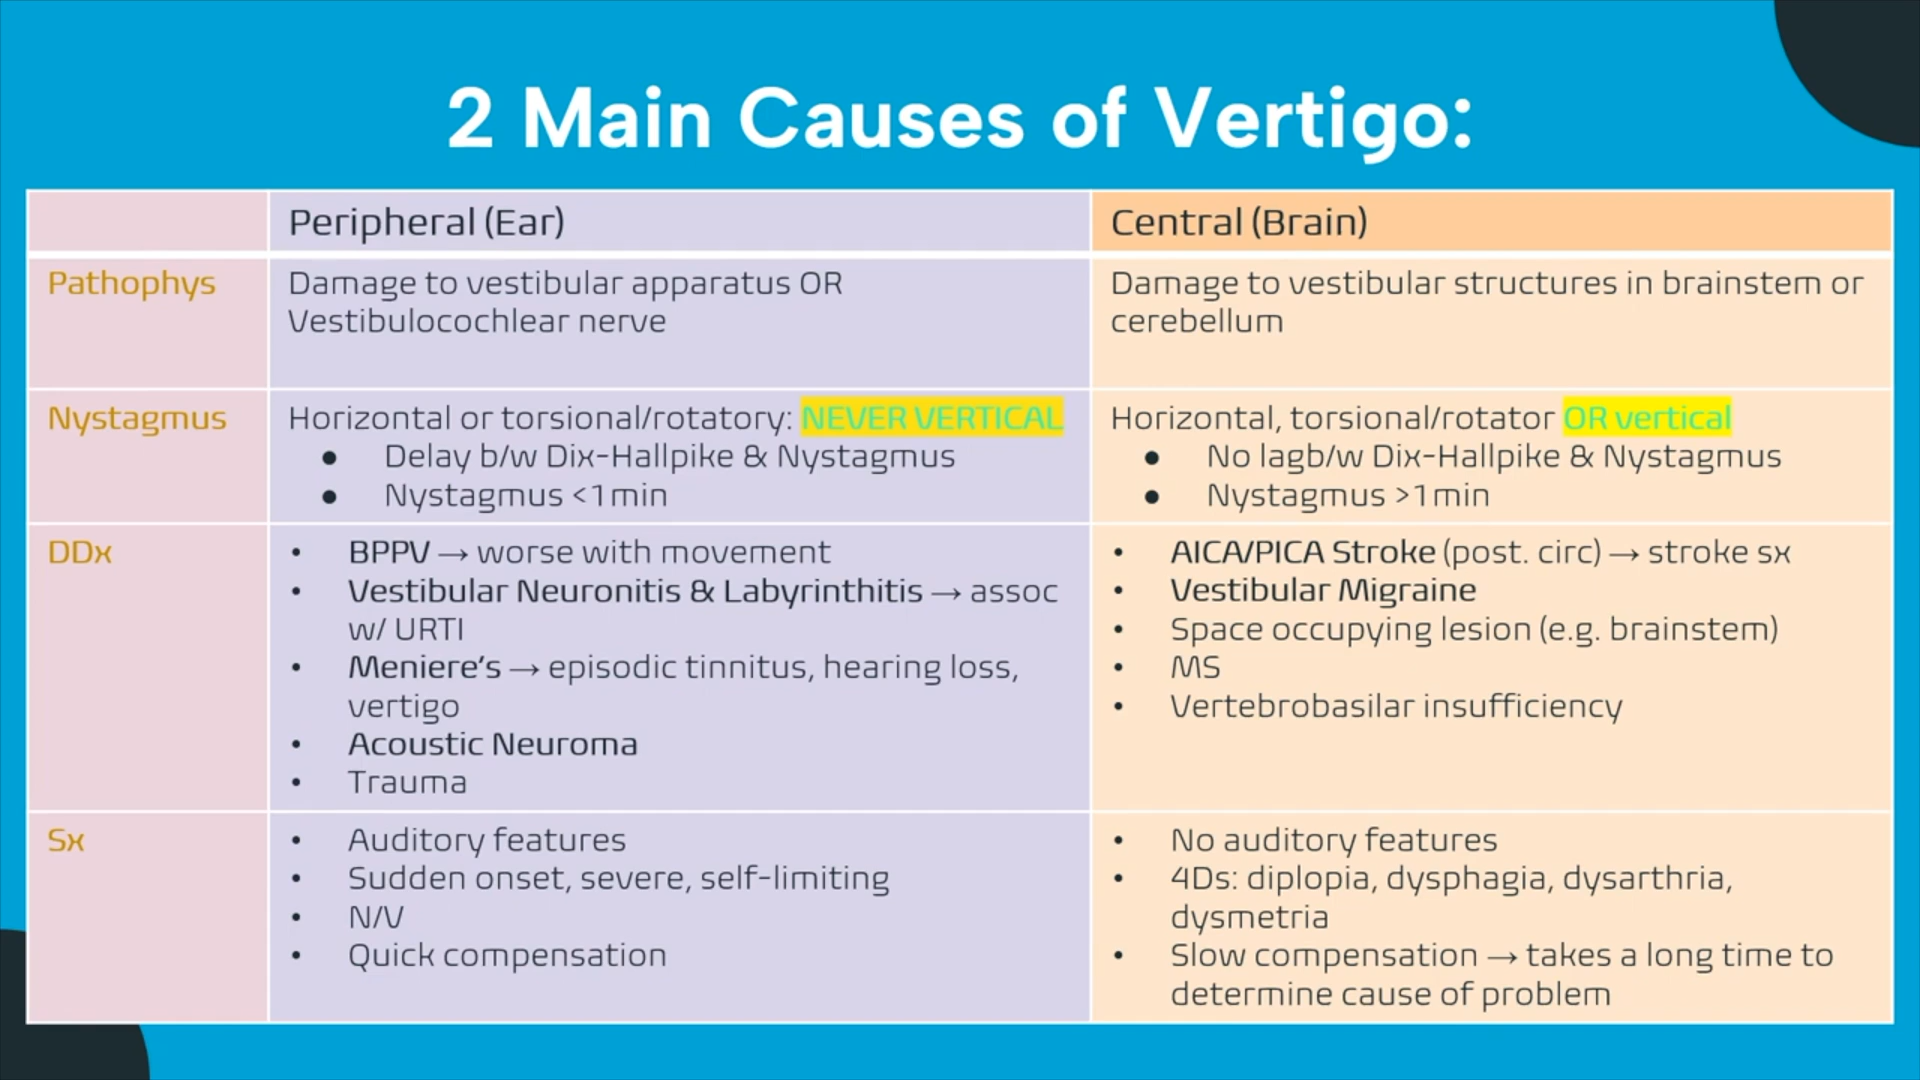 2 Main Causes of Vertigo:
Peripheral (Ear)
Central (Brain)
Pathophys
Damage to vestibular apparatus OR
Vestibulocochlear nerve
Damage to vestibular structures in brainstem or
cerebellum
Nystagmus
Horizontal or torsional/rotatory: NEVER VERTICAL
● Delay b/w Dix-Hallpike & Nystagmus
● Nystagmus <1min
Horizontal, torsional/rotator OR vertical
● No lagb/w Dix-Hallpike & Nystagmus
● Nystagmus >1min
DDx
• BPPV → worse with movement
• Vestibular Neuronitis & Labyrinthitis → assoc
w/ URTI
• Meniere's → episodic tinnitus, hearing loss,
vertigo
• Acoustic Neuroma
• Trauma
• AICA/PICA Stroke (post. circ) → stroke sx
• Vestibular Migraine
• Space occupying lesion (e.g. brainstem)
• MS
• Vertebrobasilar insufficiency
Sx
• Auditory features
• Sudden onset, severe, self-limiting
• N/V
• Quick compensation
• No auditory features
• 4Ds: diplopia, dysphagia, dysarthria,
dysmetria
• Slow compensation → takes a long time to
determine cause of problem